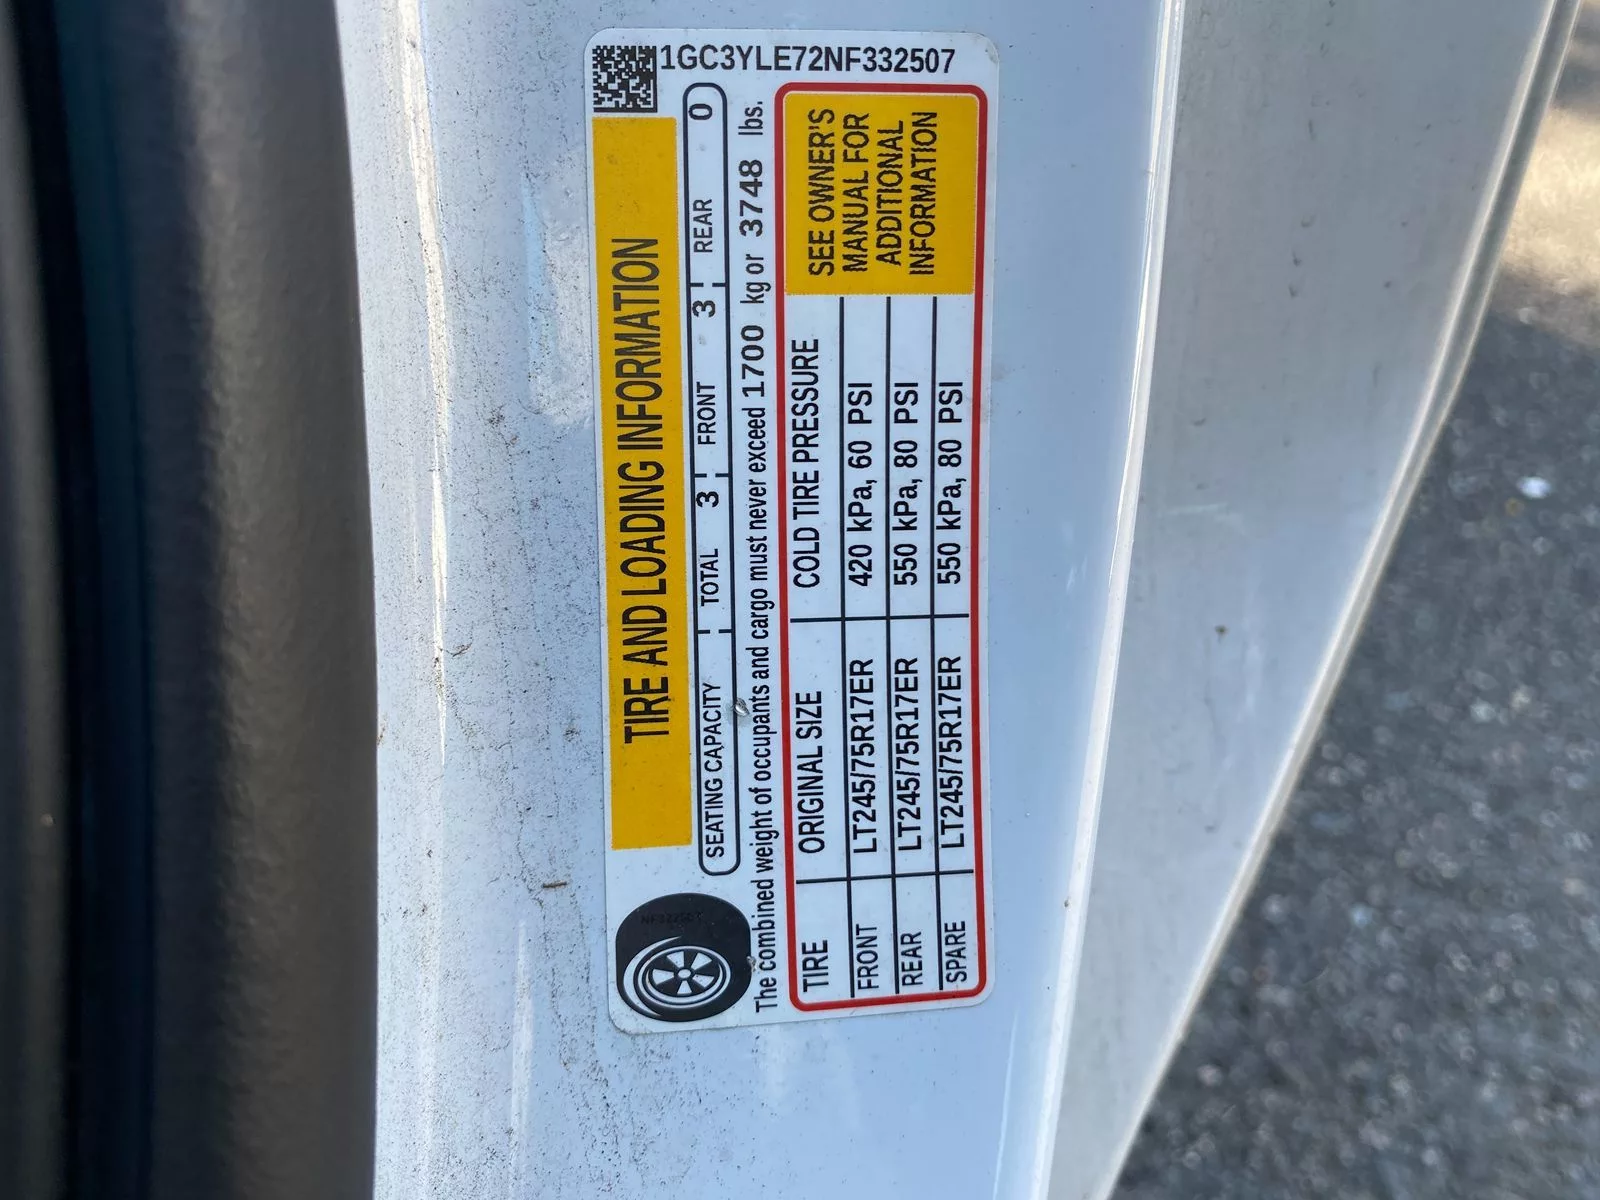 1GC3YLE72NF332507
TIRE AND LOADING INFORMATION
SEATING CAPACITY TOTAL 3 FRONT 3 REAR 0
The combined weight of occupants and cargo must never exceed 1700 kg or 3748 lbs.
TIRE ORIGINAL SIZE COLD TIRE PRESSURE
FRONT LT245/75R17ER 420 kPa, 60 PSI
REAR LT245/75R17ER 550 kPa, 80 PSI
SPARE LT245/75R17ER 550 kPa, 80 PSI
SEE OWNER'S
MANUAL FOR
ADDITIONAL
INFORMATION